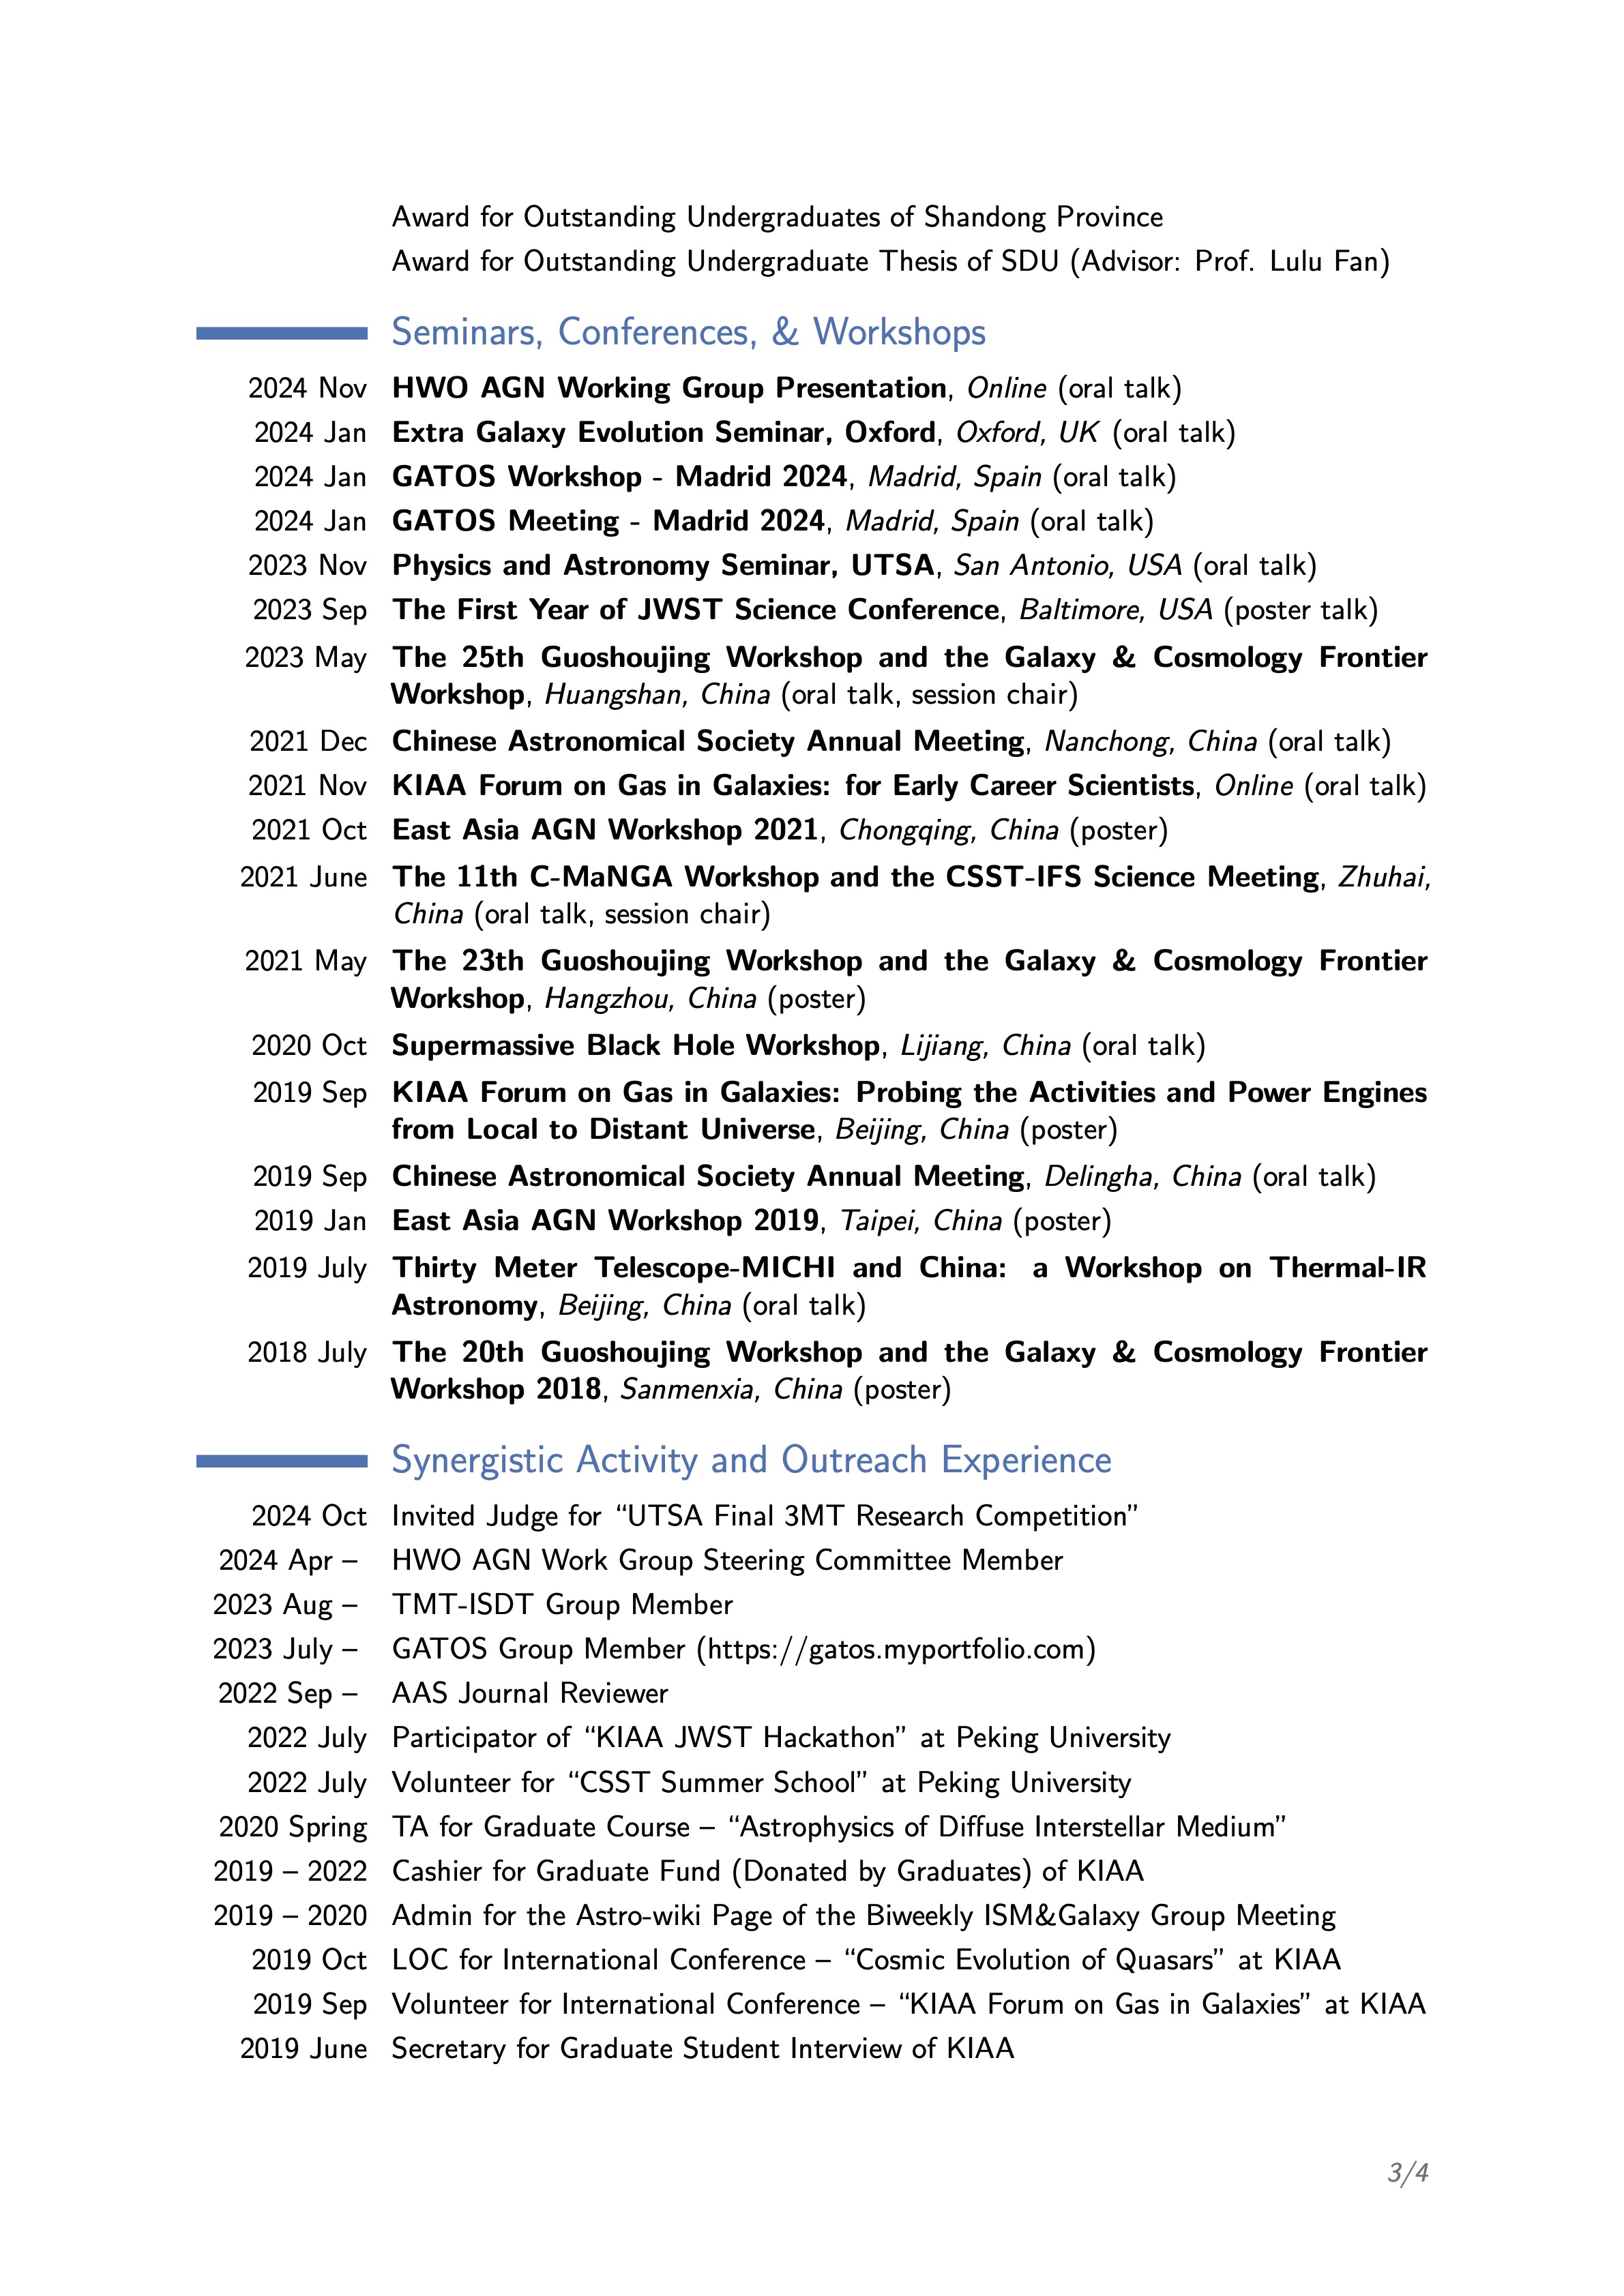 Award for Outstanding Undergraduates of Shandong Province
Award for Outstanding Undergraduate Thesis of SDU (Advisor: Prof. Lulu Fan)
Seminars, Conferences, & Workshops
2024 Nov HWO AGN Working Group Presentation, Online (oral talk)
2024 Jan Extra Galaxy Evolution Seminar, Oxford, Oxford, UK (oral talk)
2024 Jan GATOS Workshop - Madrid 2024, Madrid, Spain (oral talk)
2024 Jan GATOS Meeting - Madrid 2024, Madrid, Spain (oral talk)
2023 Nov Physics and Astronomy Seminar, UTSA, San Antonio, USA (oral talk)
2023 Sep The First Year of JWST Science Conference, Baltimore, USA (poster talk)
2023 May The 25th Guoshoujing Workshop and the Galaxy & Cosmology Frontier
Workshop, Huangshan, China (oral talk, session chair)
2021 Dec Chinese Astronomical Society Annual Meeting, Nanchong, China (oral talk)
2021 Nov KIAA Forum on Gas in Galaxies: for Early Career Scientists, Online (oral talk)
2021 Oct East Asia AGN Workshop 2021, Chongqing, China (poster)
2021 June The 11th C-MaNGA Workshop and the CSST-IFS Science Meeting, Zhuhai,
China (oral talk, session chair)
2021 May The 23th Guoshoujing Workshop and the Galaxy & Cosmology Frontier
Workshop, Hangzhou, China (poster)
2020 Oct Supermassive Black Hole Workshop, Lijiang, China (oral talk)
2019 Sep KIAA Forum on Gas in Galaxies: Probing the Activities and Power Engines
from Local to Distant Universe, Beijing, China (poster)
2019 Sep Chinese Astronomical Society Annual Meeting, Delingha, China (oral talk)
2019 Jan East Asia AGN Workshop 2019, Taipei, China (poster)
2019 July Thirty Meter Telescope-MICHI and China: a Workshop on Thermal-IR
Astronomy, Beijing, China (oral talk)
2018 July The 20th Guoshoujing Workshop and the Galaxy & Cosmology Frontier
Workshop 2018, Sanmenxia, China (poster)
Synergistic Activity and Outreach Experience
2024 Oct Invited Judge for “UTSA Final 3MT Research Competition”
2024 Apr – HWO AGN Work Group Steering Committee Member
2023 Aug – TMT-ISDT Group Member
2023 July – GATOS Group Member (https://gatos.myportfolio.com)
2022 Sep – AAS Journal Reviewer
2022 July Participator of “KIAA JWST Hackathon” at Peking University
2022 July Volunteer for “CSST Summer School” at Peking University
2020 Spring TA for Graduate Course – “Astrophysics of Diffuse Interstellar Medium”
2019 – 2022 Cashier for Graduate Fund (Donated by Graduates) of KIAA
2019 – 2020 Admin for the Astro-wiki Page of the Biweekly ISM&Galaxy Group Meeting
2019 Oct LOC for International Conference – “Cosmic Evolution of Quasars” at KIAA
2019 Sep Volunteer for International Conference – “KIAA Forum on Gas in Galaxies” at KIAA
2019 June Secretary for Graduate Student Interview of KIAA
3/4